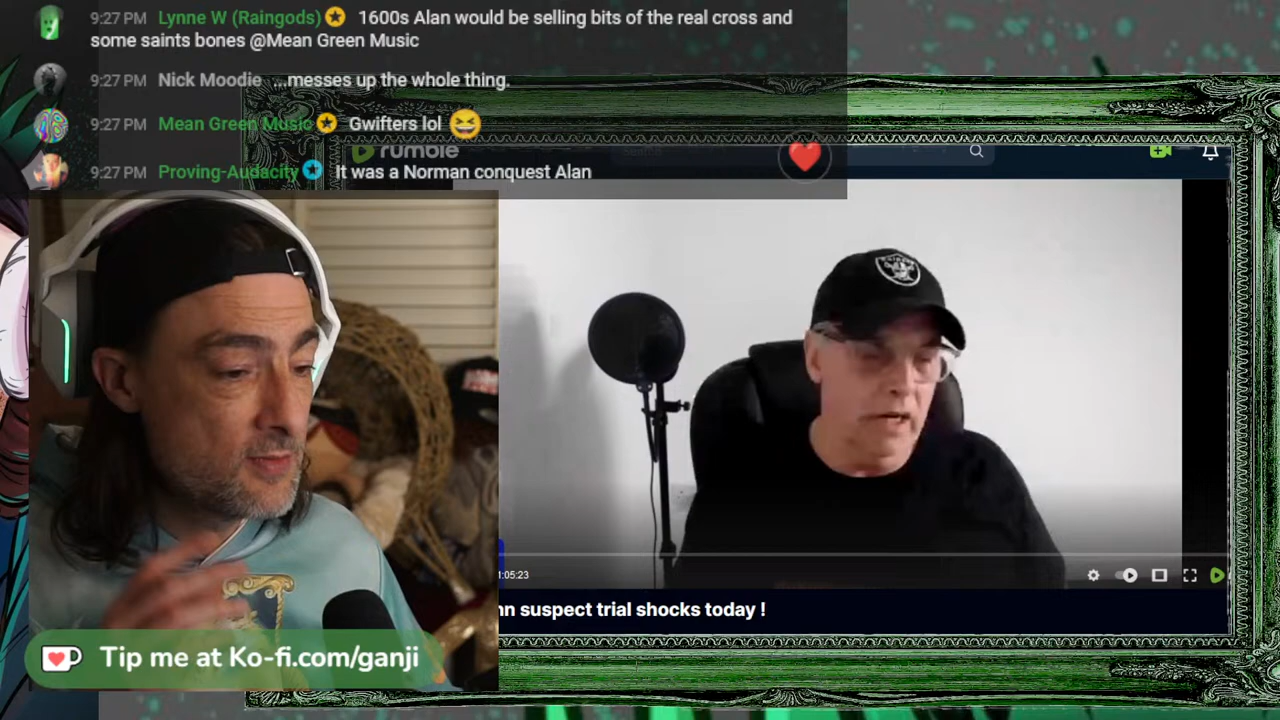 9:27 PM Lynne W (Raingods) 1600s Alan would be selling bits of the real cross and
some saints bones @Mean Green Music
9:27 PM Nick Moodie ...messes up the whole thing.
9:27 PM Mean Green Music Gwifters lol
rumble
9:27 PM Proving-Audacity It was a Norman conquest Alan
RAIDERS
1:05:23
nn suspect trial shocks today !
Tip me at Ko-fi.com/ganji